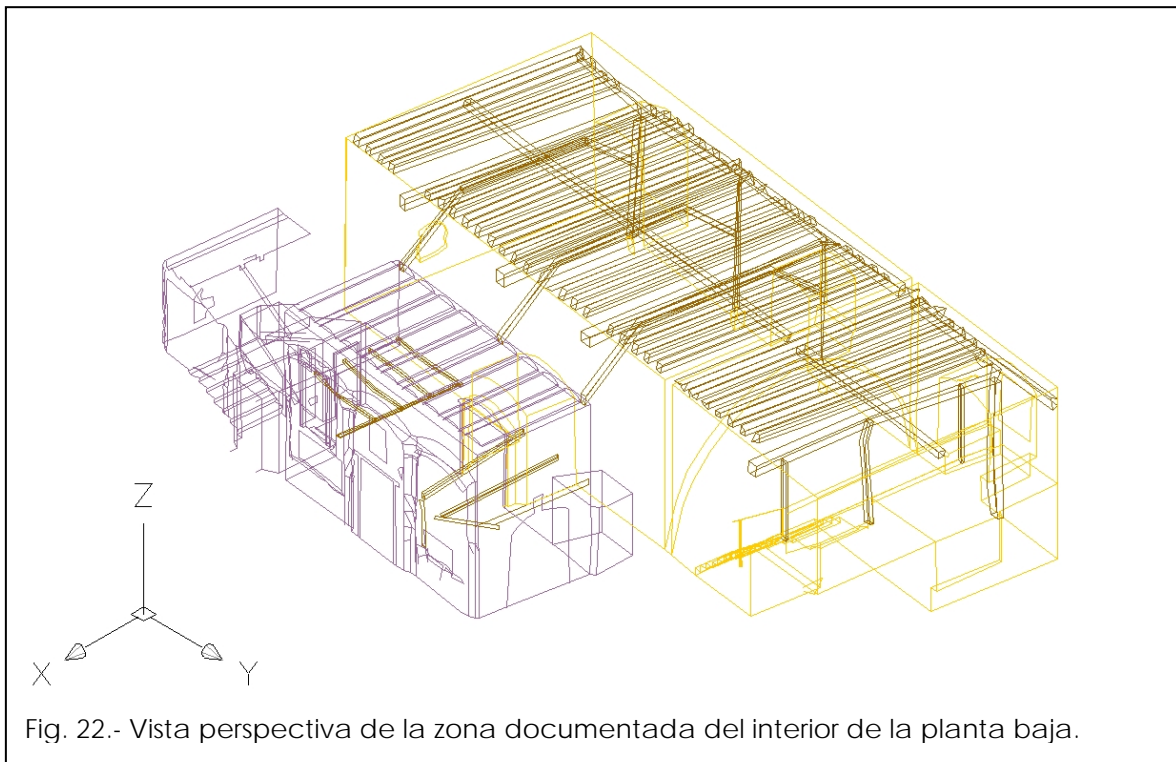 Z
X
Y
Fig. 22.- Vista perspectiva de la zona documentada del interior de la planta baja.